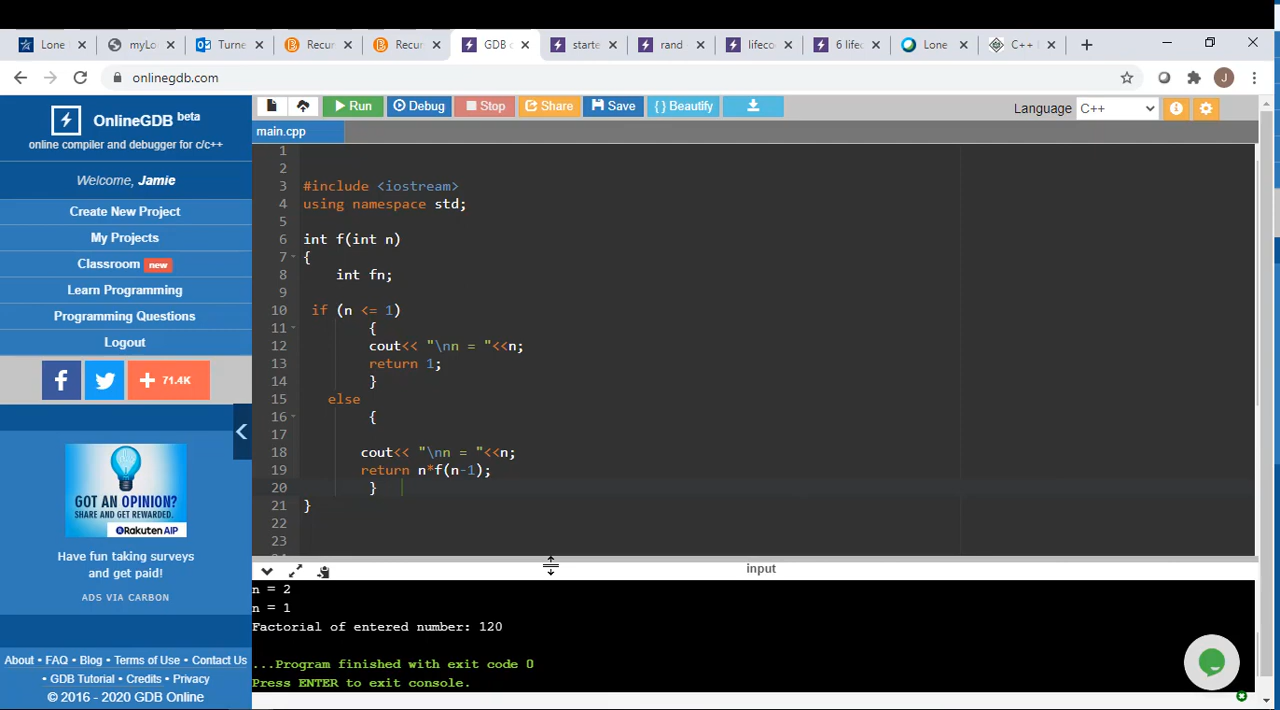 Lone
myLo
Turne
Recur
Recur
GDB c
starte
rand
lifeco
6 lifec
Lone
C++
onlinegdb.com
J
OnlineGDB beta
online compiler and debugger for c/c++
Welcome, Jamie
Create New Project
My Projects
Classroom new
Learn Programming
Programming Questions
Logout
71.4K
GOT AN OPINION?
SHARE AND GET REWARDED.
Rakuten AIP
Have fun taking surveys
and get paid!
ADS VIA CARBON
About • FAQ • Blog • Terms of Use • Contact Us
• GDB Tutorial • Credits • Privacy
© 2016 - 2020 GDB Online
Run Debug Stop Share Save { } Beautify Language C++
main.cpp
1
2
3 #include <iostream>
4 using namespace std;
5
6 int f(int n)
7 {
8 int fn;
9
10 if (n <= 1)
11 {
12 cout<< "\nn = "<<n;
13 return 1;
14 }
15 else
16 {
17
18 cout<< "\nn = "<<n;
19 return n*f(n-1);
20 }
21 }
22
23
input
n = 2
n = 1
Factorial of entered number: 120
...Program finished with exit code 0
Press ENTER to exit console.